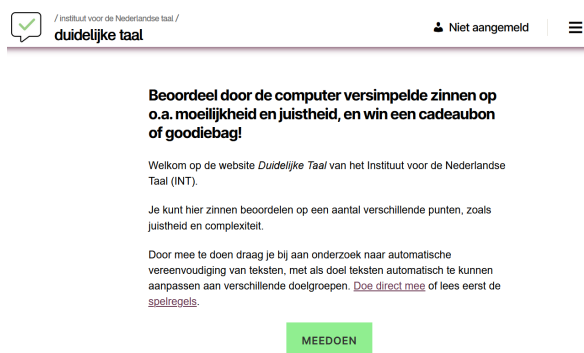 / instituut voor de Nederlandse taal /
duidelijke taal
Niet aangemeld
Beoordeel door de computer versimpelde zinnen op
o.a. moeilijkheid en juistheid, en win een cadeaubon
of goodiebag!
Welkom op de website Duidelijke Taal van het Instituut voor de Nederlandse
Taal (INT).
Je kunt hier zinnen beoordelen op een aantal verschillende punten, zoals
juistheid en complexiteit.
Door mee te doen draag je bij aan onderzoek naar automatische
vereenvoudiging van teksten, met als doel teksten automatisch te kunnen
aanpassen aan verschillende doelgroepen. Doe direct mee of lees eerst de
spelregels.
MEEDOEN